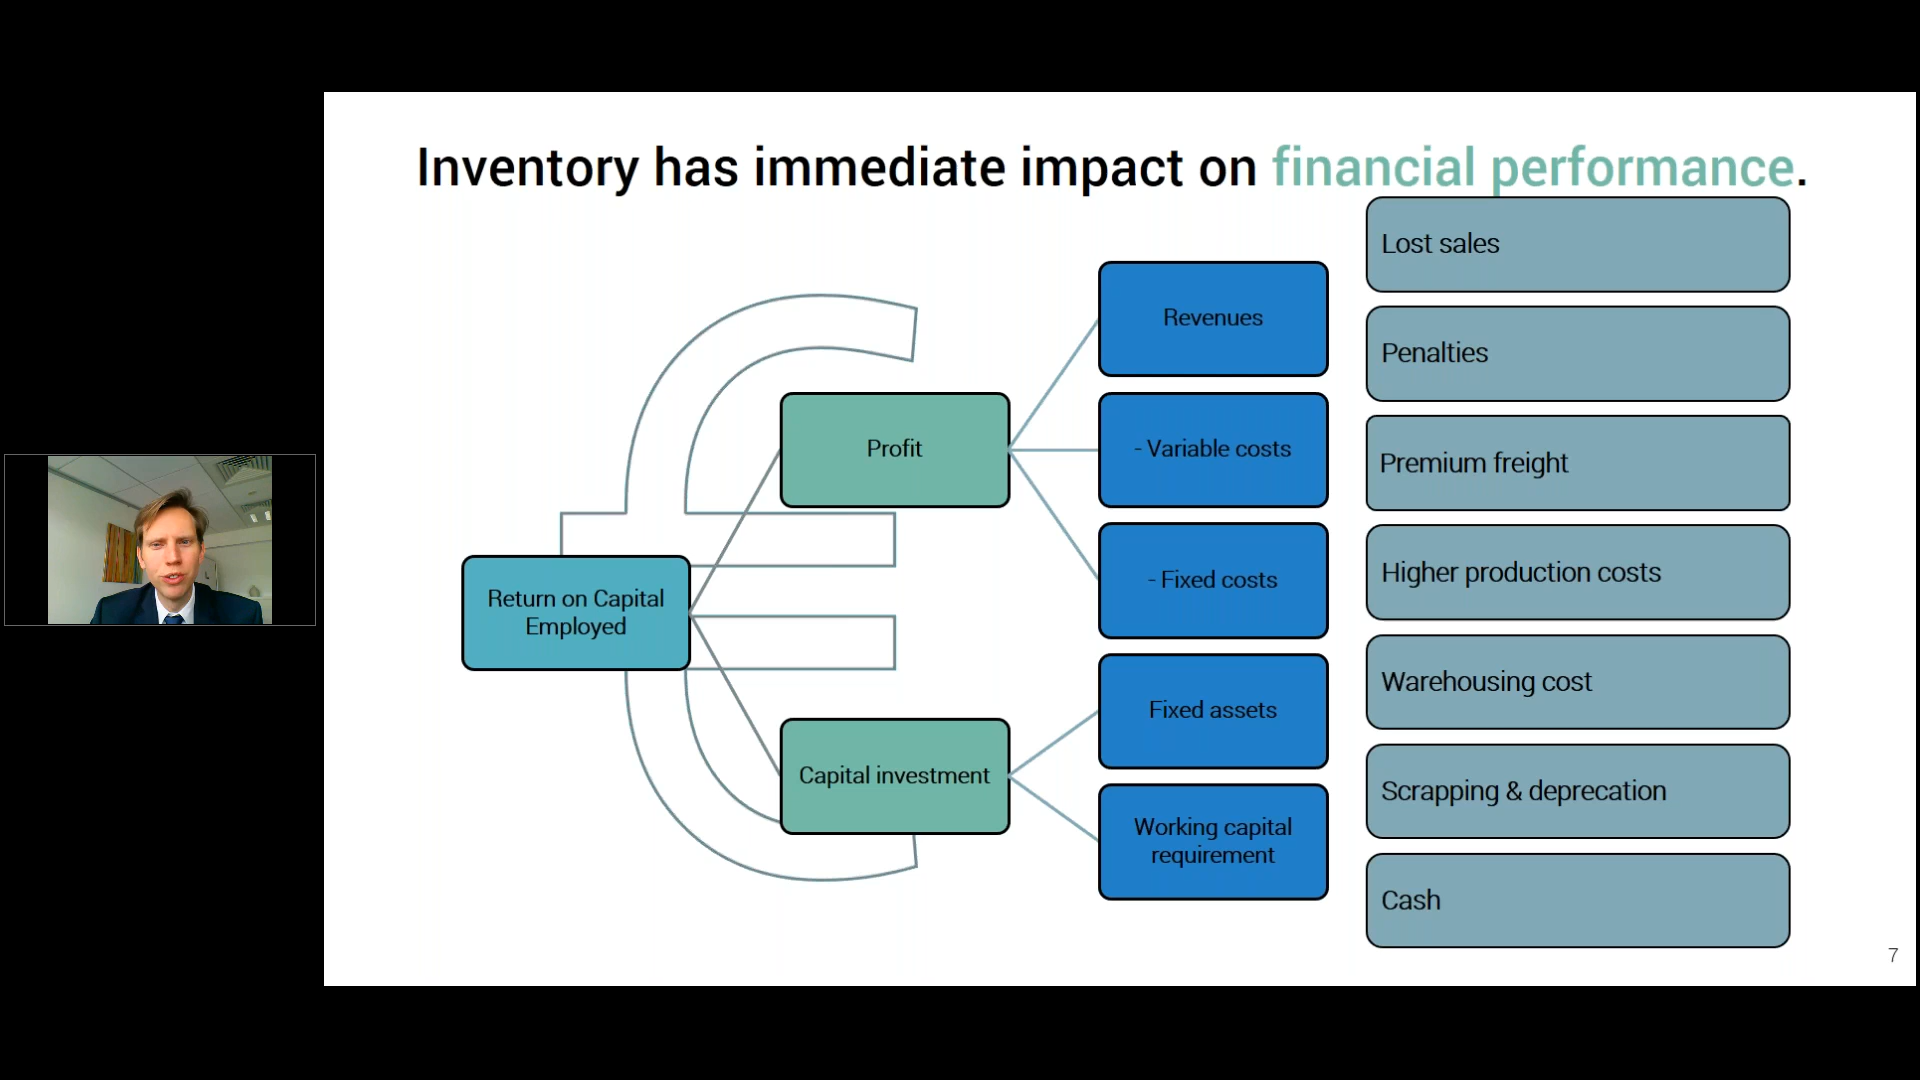 Inventory has immediate impact on financial performance.
Return on Capital
Employed
Profit
Capital investment
Revenues
- Variable costs
- Fixed costs
Fixed assets
Working capital
requirement
Lost sales
Penalties
Premium freight
Higher production costs
Warehousing cost
Scrapping & deprecation
Cash
7